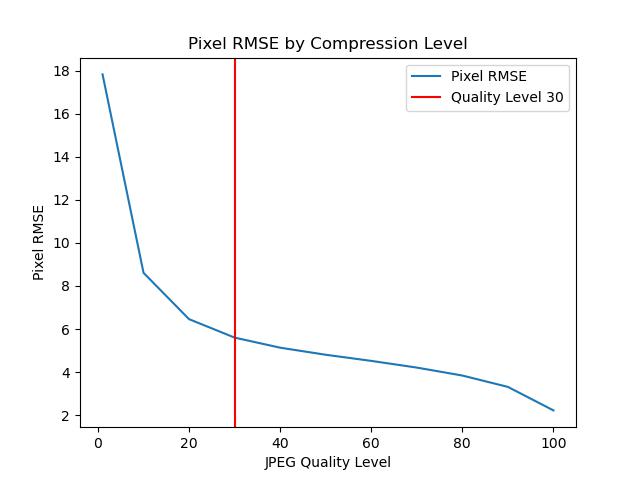 Pixel RMSE by Compression Level
Pixel RMSE
Quality Level 30
18
16
14
12
10
8
6
4
2
Pixel RMSE
0 20 40 60 80 100
JPEG Quality Level